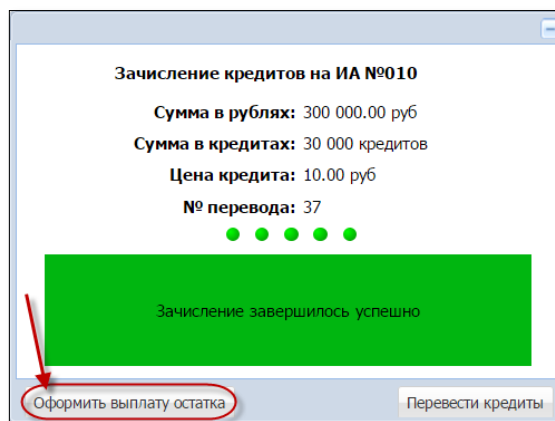 Зачисление кредитов на ИА №010
Сумма в рублях: 300 000.00 руб
Сумма в кредитах: 30 000 кредитов
Цена кредита: 10.00 руб
№ перевода: 37
Зачисление завершилось успешно
Оформить выплату остатка
Перевести кредиты